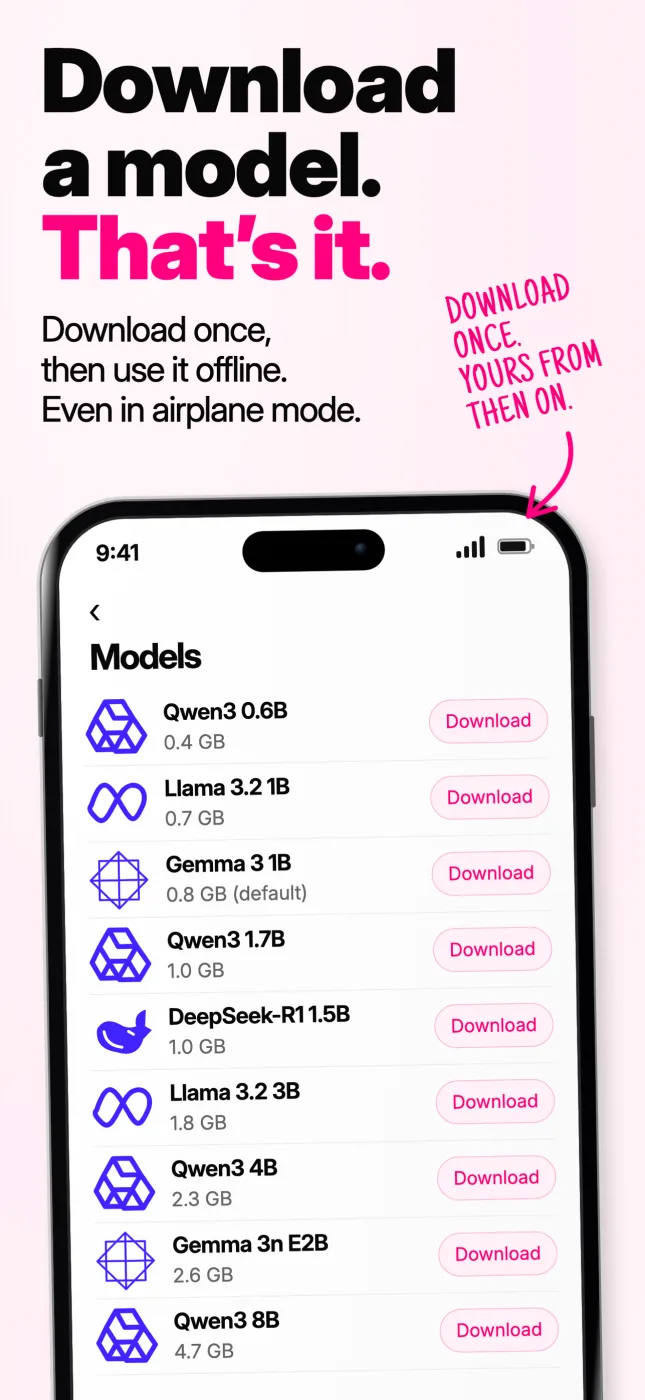 Download
a model.
That's it.
Download once,
then use it offline.
Even in airplane mode.
DOWNLOAD
ONCE.
YOURS FROM
THEN ON.
9:41
Models
Qwen3 0.6B
0.4 GB
Download
Llama 3.2 1B
0.7 GB
Download
Gemma 3 1B
0.8 GB (default)
Download
Qwen3 1.7B
1.0 GB
Download
DeepSeek-R1 1.5B
1.0 GB
Download
Llama 3.2 3B
1.8 GB
Download
Qwen3 4B
2.3 GB
Download
Gemma 3n E2B
2.6 GB
Download
Qwen3 8B
4.7 GB
Download